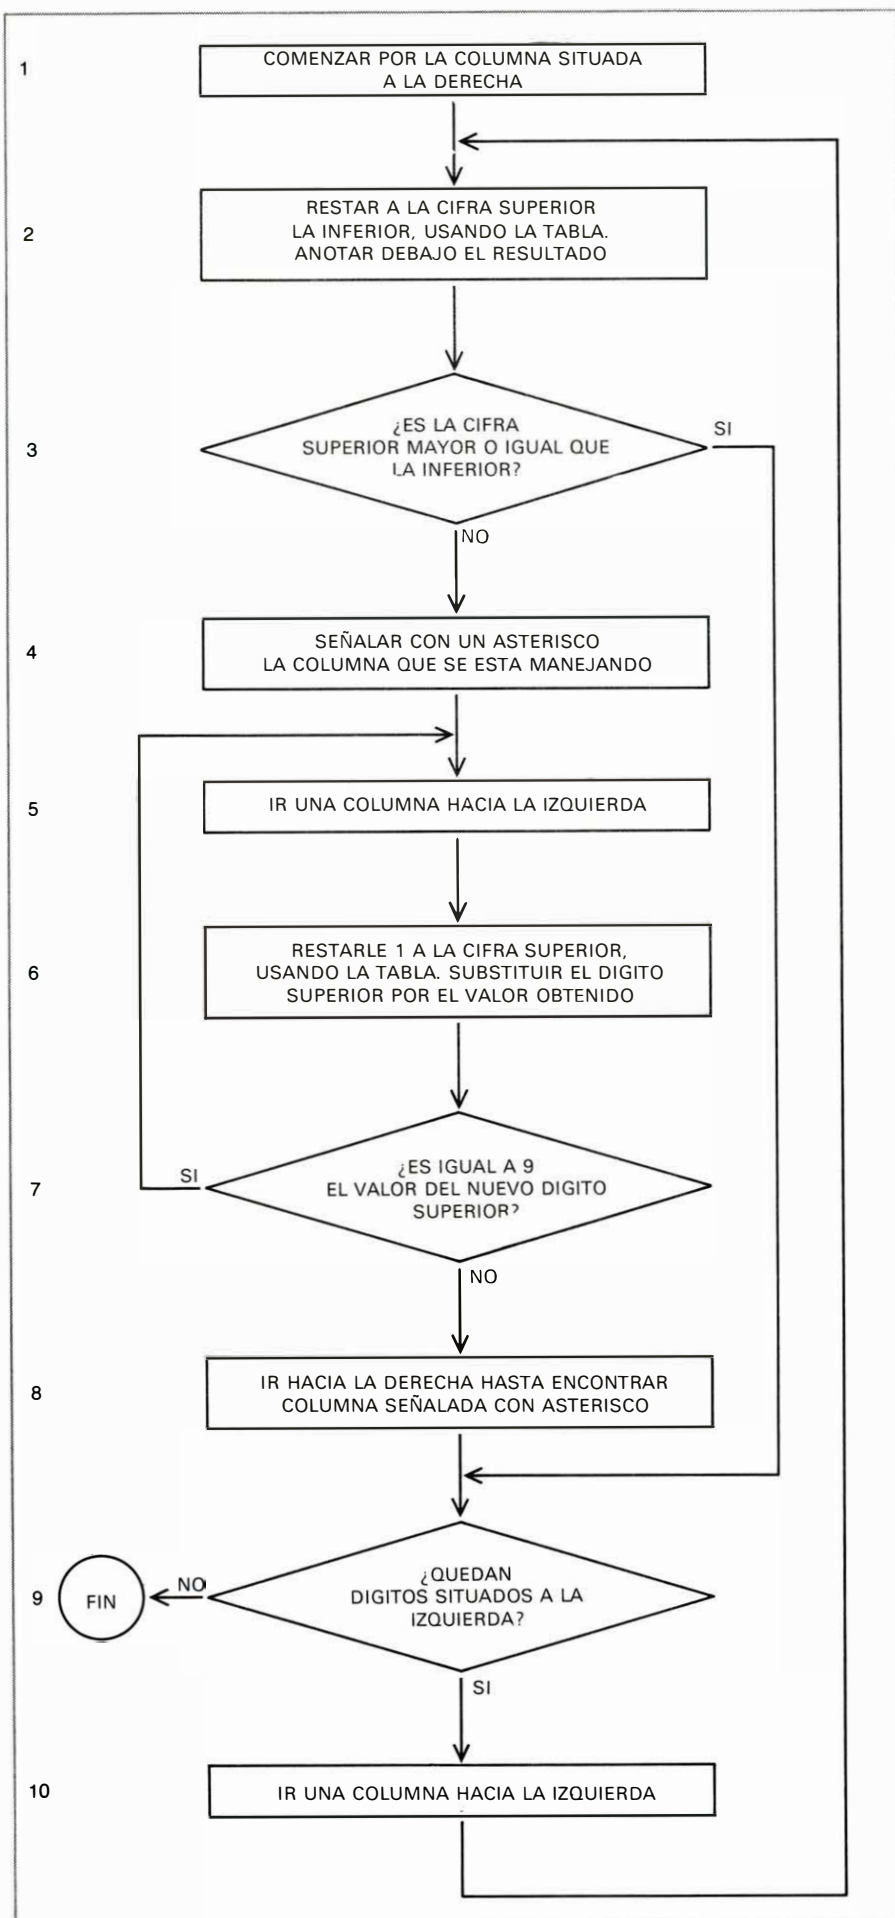 1
COMENZAR POR LA COLUMNA SITUADA
A LA DERECHA
2
RESTAR A LA CIFRA SUPERIOR
LA INFERIOR, USANDO LA TABLA.
ANOTAR DEBAJO EL RESULTADO
3
¿ES LA CIFRA
SUPERIOR MAYOR O IGUAL QUE
LA INFERIOR?
SI
NO
4
SEÑALAR CON UN ASTERISCO
LA COLUMNA QUE SE ESTA MANEJANDO
5
IR UNA COLUMNA HACIA LA IZQUIERDA
6
RESTARLE 1 A LA CIFRA SUPERIOR,
USANDO LA TABLA. SUBSTITUIR EL DIGITO
SUPERIOR POR EL VALOR OBTENIDO
7
SI
¿ES IGUAL A 9
EL VALOR DEL NUEVO DIGITO
SUPERIOR?
NO
8
IR HACIA LA DERECHA HASTA ENCONTRAR
COLUMNA SEÑALADA CON ASTERISCO
9
FIN
NO
¿QUEDAN
DIGITOS SITUADOS A LA
IZQUIERDA?
SI
10
IR UNA COLUMNA HACIA LA IZQUIERDA